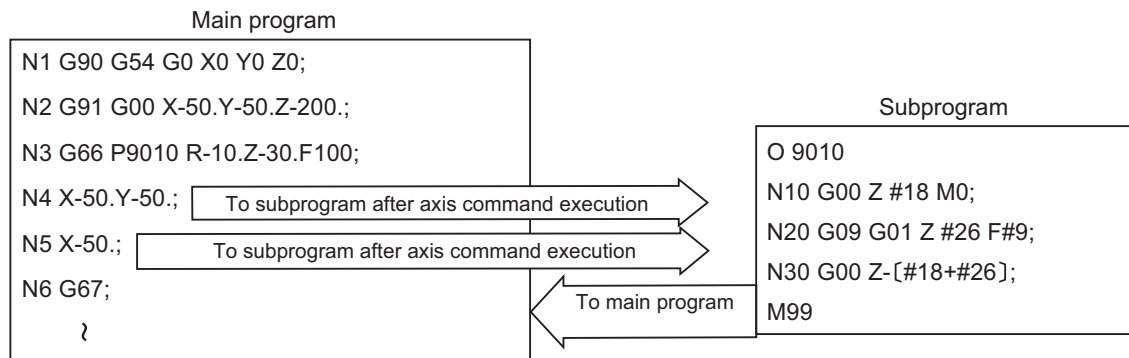 Main program
N1 G90 G54 G0 X0 Y0 Z0;
N2 G91 G00 X-50.Y-50.Z-200.;
N3 G66 P9010 R-10.Z-30.F100;
N4 X-50.Y-50.;
To subprogram after axis command execution
N5 X-50.;
To subprogram after axis command execution
N6 G67;
~
To main program
Subprogram
O 9010
N10 G00 Z #18 M0;
N20 G09 G01 Z #26 F#9;
N30 G00 Z-〔#18+#26〕;
M99